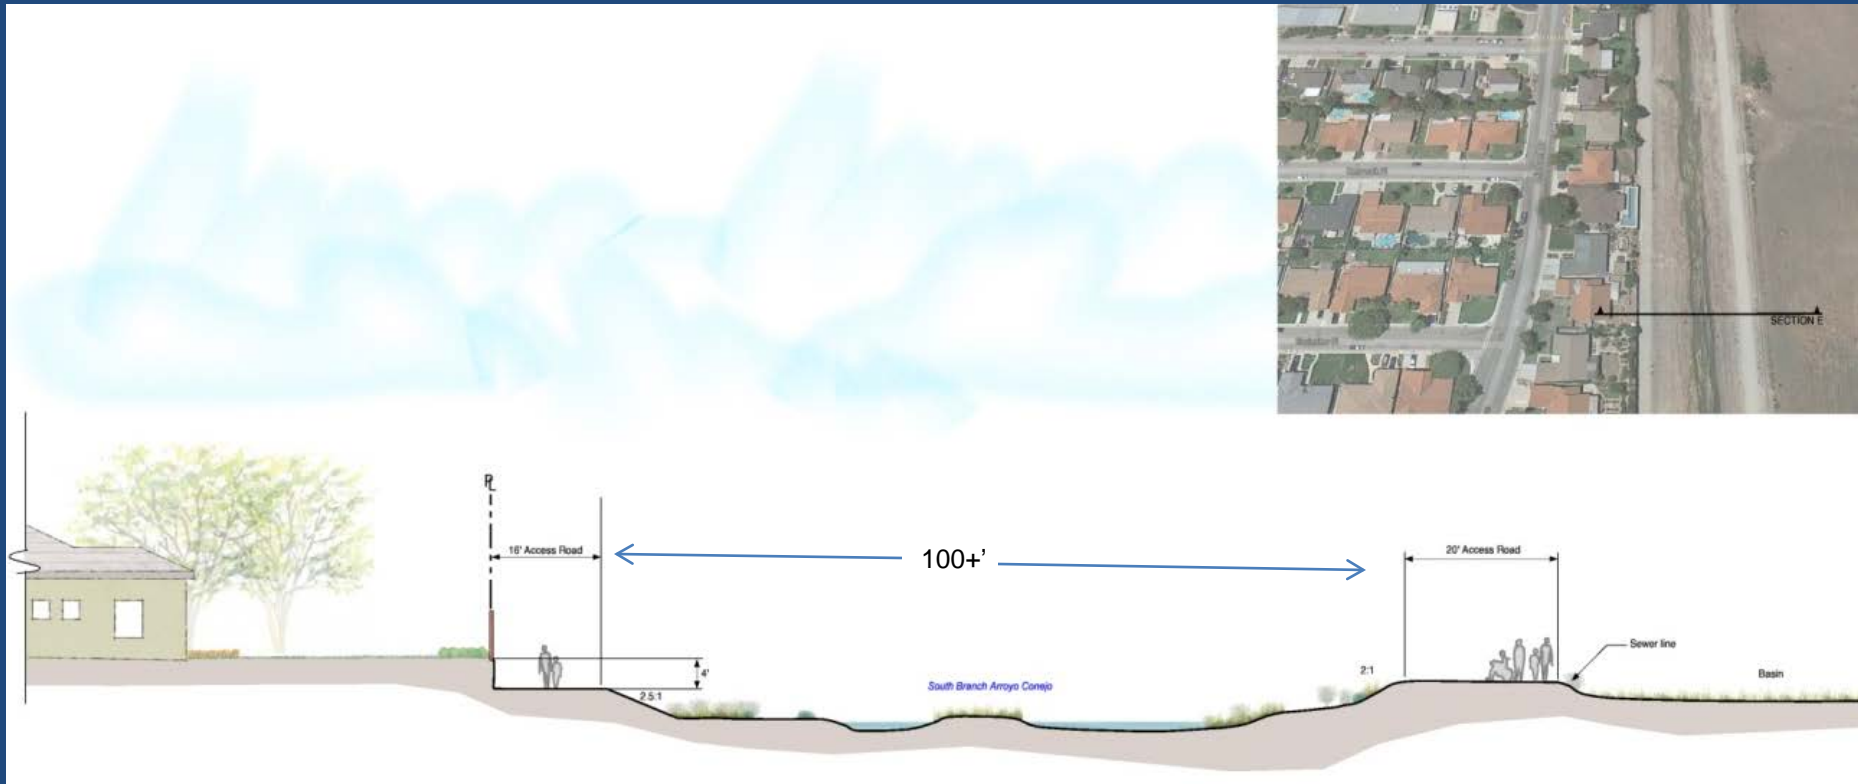 SECTION E
PL
16' Access Road
100+’
20' Access Road
4'
2.5:1
South Branch Arroyo Conejo
2:1
Sewer line
Basin